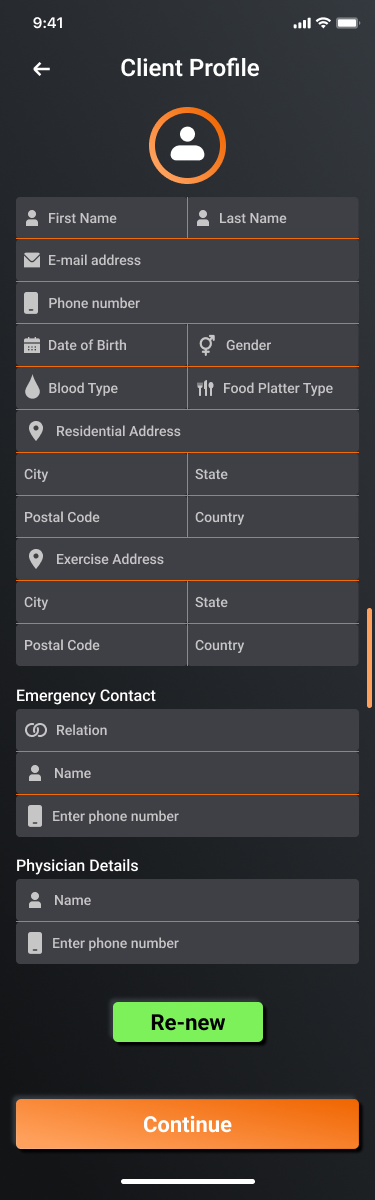 9:41
Client Profile
First Name Last Name
E-mail address
Phone number
Date of Birth Gender
Blood Type Food Platter Type
Residential Address
City State
Postal Code Country
Exercise Address
City State
Postal Code Country
Emergency Contact
Relation
Name
Enter phone number
Physician Details
Name
Enter phone number
Re-new
Continue